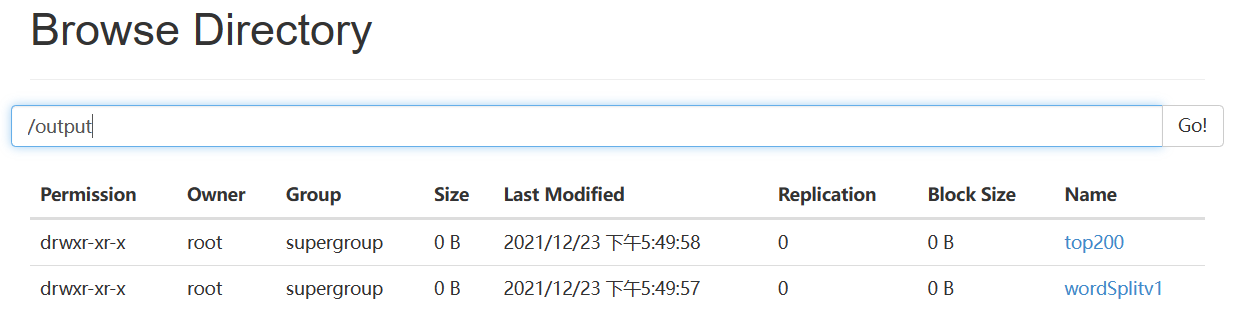 Browse Directory
/output Go!
Permission Owner Group Size Last Modified Replication Block Size Name
drwxr-xr-x root supergroup 0 B 2021/12/23 下午5:49:58 0 0 B top200
drwxr-xr-x root supergroup 0 B 2021/12/23 下午5:49:57 0 0 B wordSplitv1